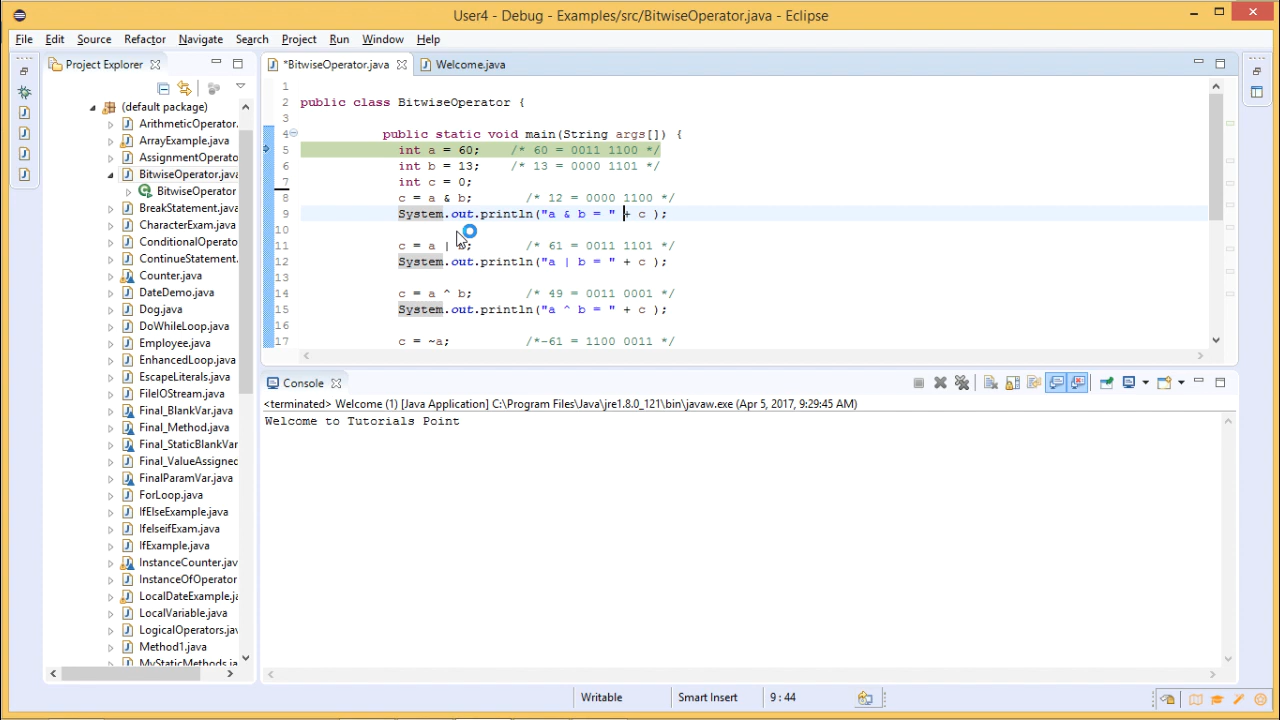 User4 - Debug - Examples/src/BitwiseOperator.java - Eclipse
File Edit Source Refactor Navigate Search Project Run Window Help
Project Explorer
*BitwiseOperator.java
Welcome.java
(default package)
ArithmeticOperator.
ArrayExample.java
AssignmentOperato
BitwiseOperator.java
BitwiseOperator
BreakStatement.java
CharacterExam.java
ConditionalOperator
ContinueStatement.
Counter.java
DateDemo.java
Dog.java
DoWhileLoop.java
Employee.java
EnhancedLoop.java
EscapeLiterals.java
FileIOStream.java
Final_BlankVar.java
Final_Method.java
Final_StaticBlankVar
Final_ValueAssigned
FinalParamVar.java
ForLoop.java
IfElseExample.java
IfelseifExam.java
IfExample.java
InstanceCounter.jav
InstanceOfOperator
LocalDateExample.ja
LocalVariable.java
LogicalOperators.jav
Method1.java
MyStaticMethods.ja
1
2 public class BitwiseOperator {
3
4 public static void main(String args[]) {
5 int a = 60; /* 60 = 0011 1100 */
6 int b = 13; /* 13 = 0000 1101 */
7 int c = 0;
8 c = a & b; /* 12 = 0000 1100 */
9 System.out.println("a & b = " + c );
10
11 c = a | b; /* 61 = 0011 1101 */
12 System.out.println("a | b = " + c );
13
14 c = a ^ b; /* 49 = 0011 0001 */
15 System.out.println("a ^ b = " + c );
16
17 c = ~a; /*-61 = 1100 0011 */
Console
<terminated> Welcome (1) [Java Application] C:\Program Files\Java\jre1.8.0_121\bin\javaw.exe (Apr 5, 2017, 9:29:45 AM)
Welcome to Tutorials Point
Writable Smart Insert 9 : 44